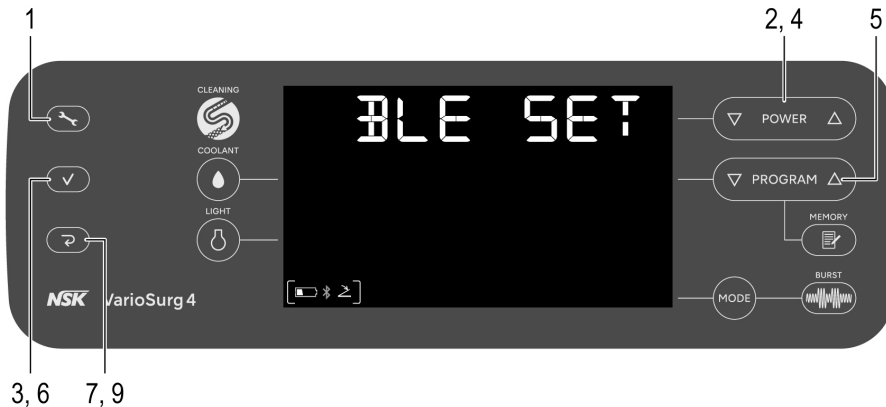 1
2, 4
5
CLEANING
BLE SET
POWER
COOLANT
PROGRAM
LIGHT
MEMORY
BURST
NSK VarioSurg 4
MODE
3, 6
7, 9